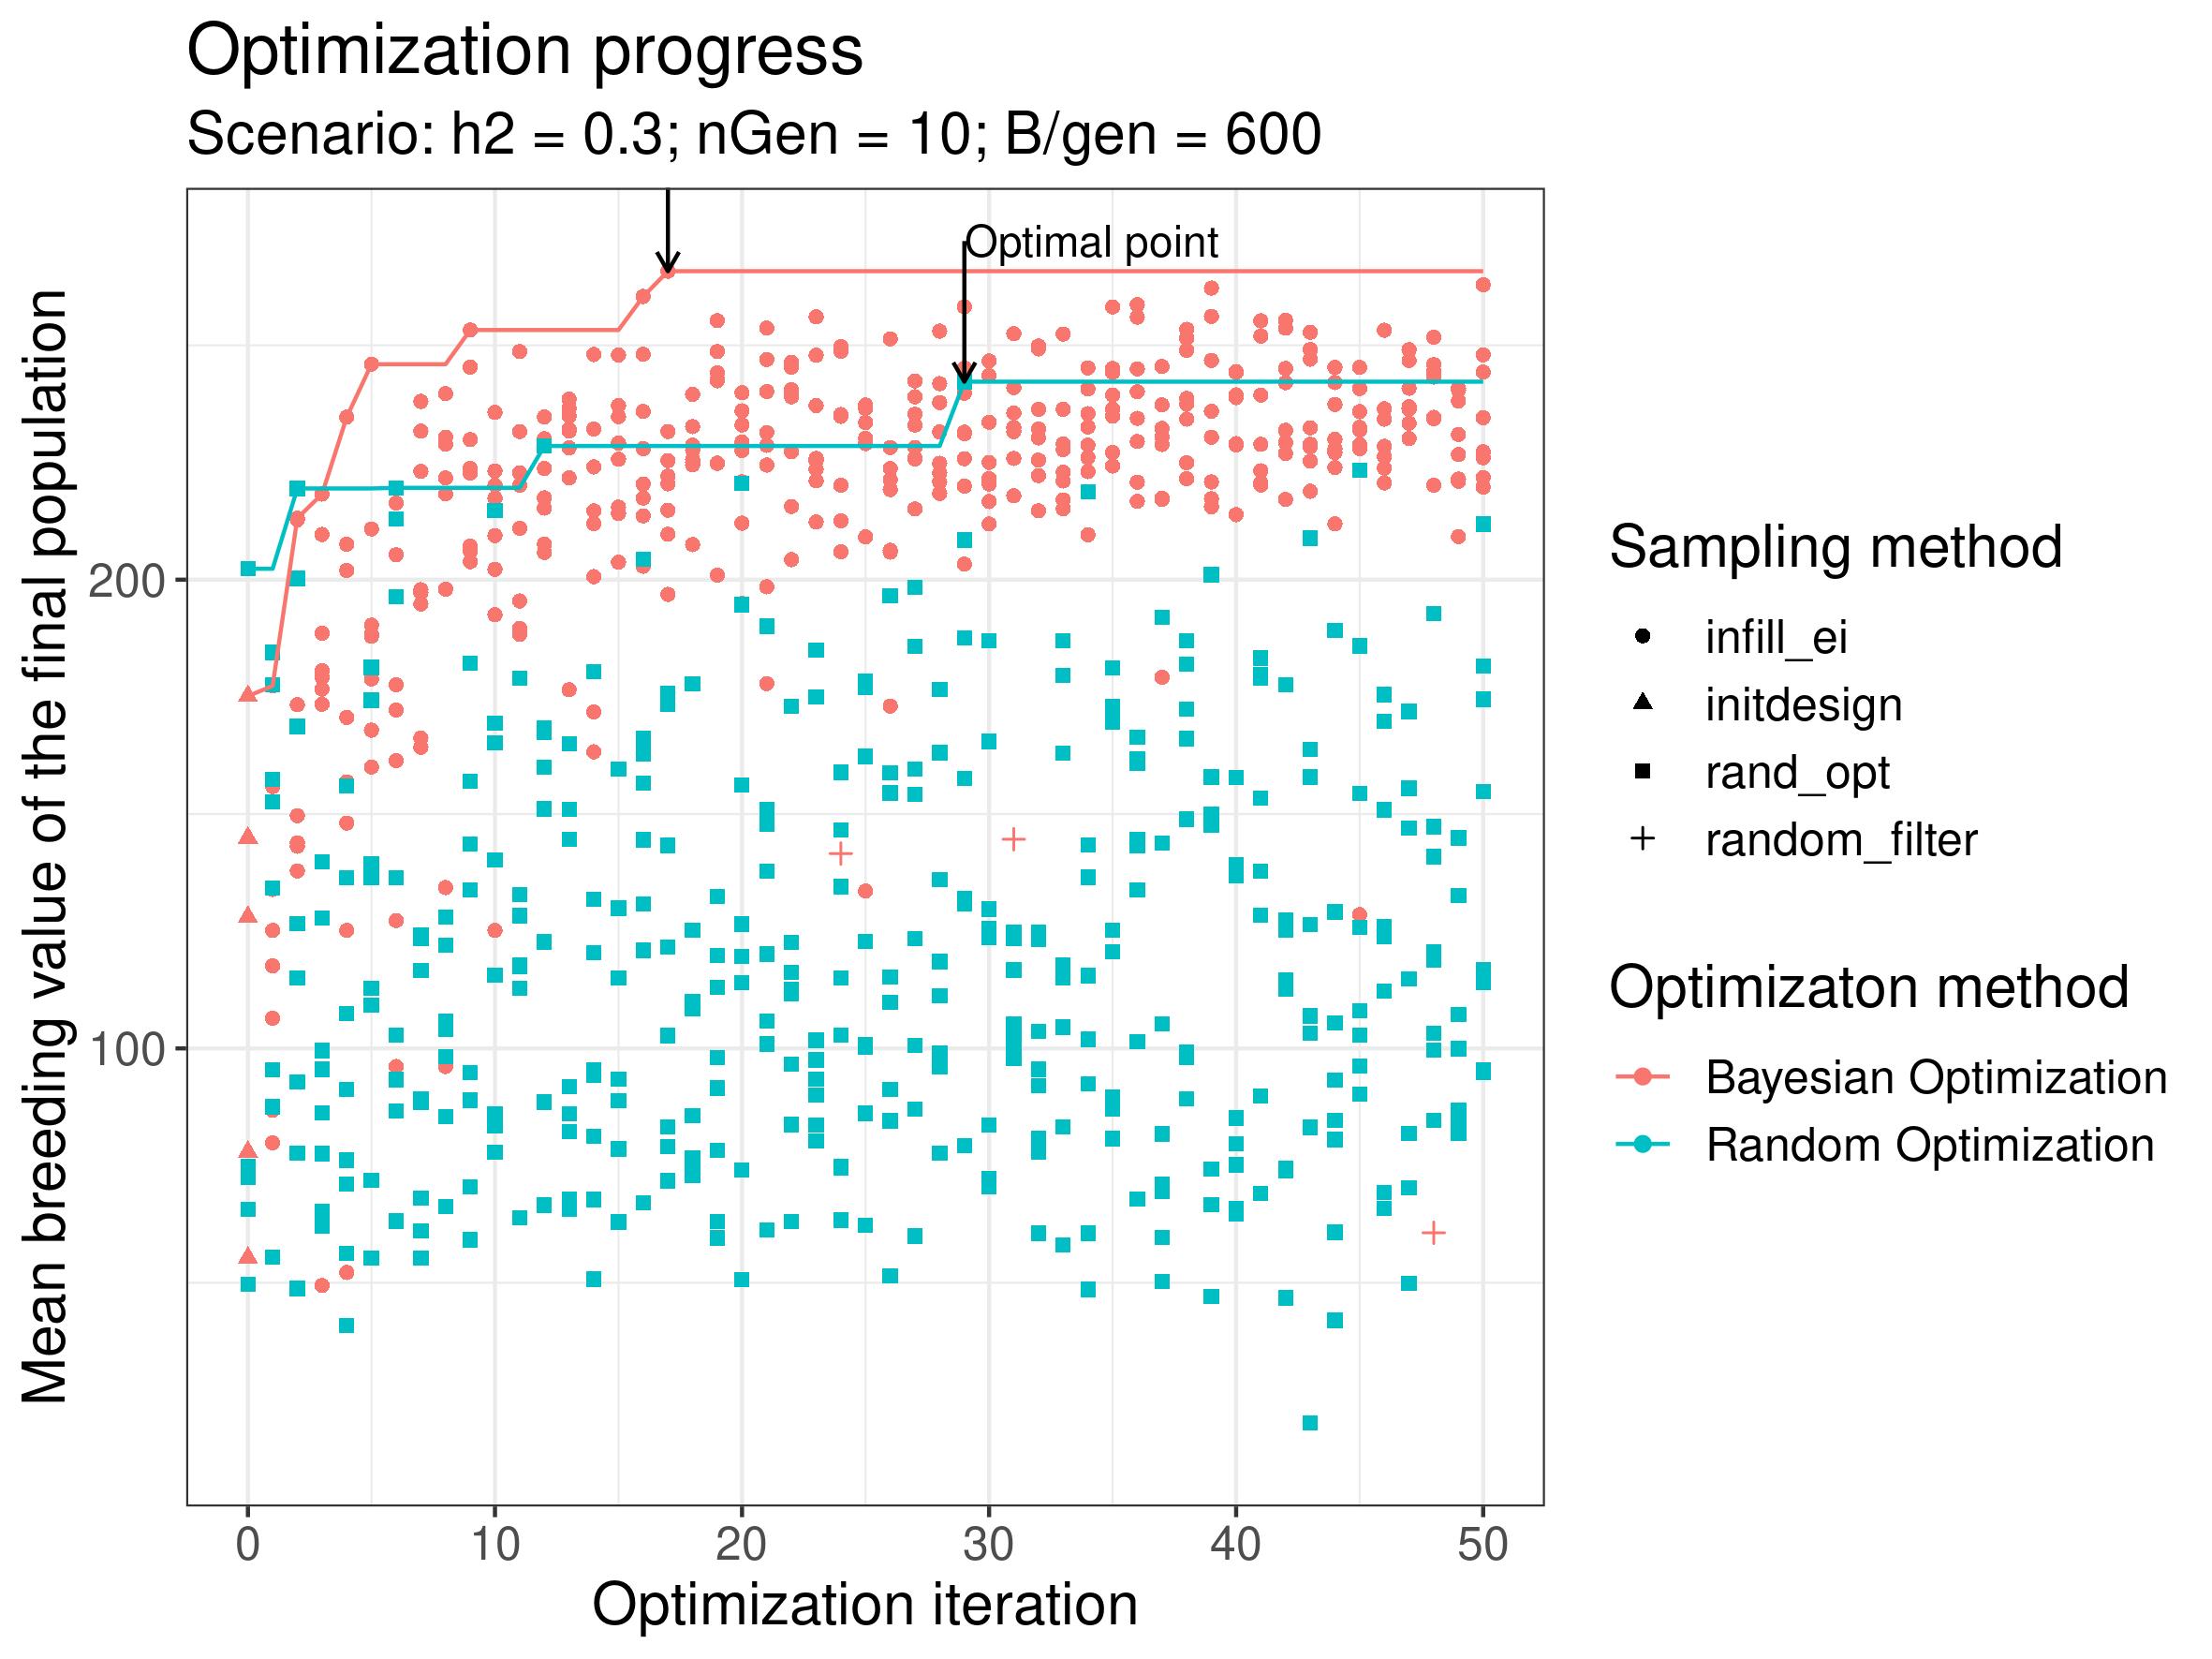 Optimization progress
Scenario: h2 = 0.3; nGen = 10; B/gen = 600
Mean breeding value of the final population
200
100
Optimal point
0 10 20 30 40 50
Optimization iteration
Sampling method
infill_ei
initdesign
rand_opt
random_filter
Optimizaton method
Bayesian Optimization
Random Optimization